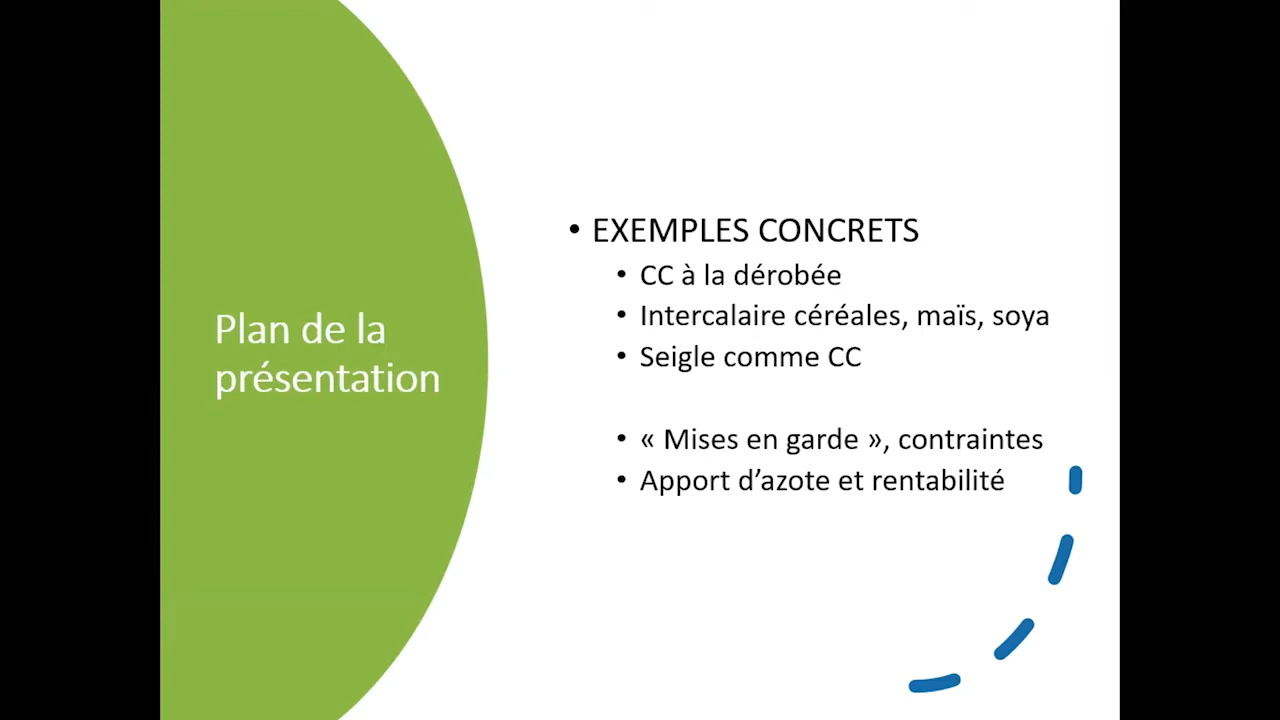 Plan de la
présentation
• EXEMPLES CONCRETS
• CC à la dérobée
• Intercalaire céréales, maïs, soya
• Seigle comme CC
• « Mises en garde », contraintes
• Apport d’azote et rentabilité